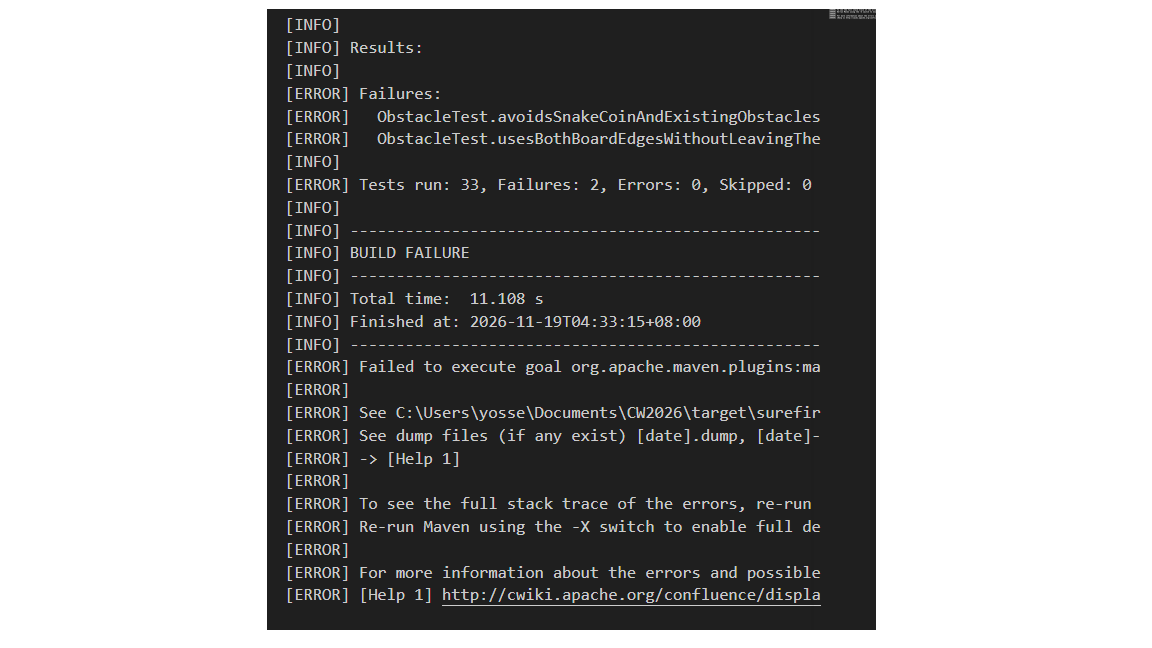 [INFO]
[INFO] Results:
[INFO]
[ERROR] Failures:
[ERROR]   ObstacleTest.avoidsSnakeCoinAndExistingObstacles
[ERROR]   ObstacleTest.usesBothBoardEdgesWithoutLeavingThe
[INFO]
[ERROR] Tests run: 33, Failures: 2, Errors: 0, Skipped: 0
[INFO]
[INFO] ---------------------------------------------------
[INFO] BUILD FAILURE
[INFO] ---------------------------------------------------
[INFO] Total time:  11.108 s
[INFO] Finished at: 2026-11-19T04:33:15+08:00
[INFO] ---------------------------------------------------
[ERROR] Failed to execute goal org.apache.maven.plugins:ma
[ERROR]
[ERROR] See C:\Users\yosse\Documents\CW2026\target\surefir
[ERROR] See dump files (if any exist) [date].dump, [date]-
[ERROR] -> [Help 1]
[ERROR]
[ERROR] To see the full stack trace of the errors, re-run
[ERROR] Re-run Maven using the -X switch to enable full de
[ERROR]
[ERROR] For more information about the errors and possible
[ERROR] [Help 1] http://cwiki.apache.org/confluence/displa